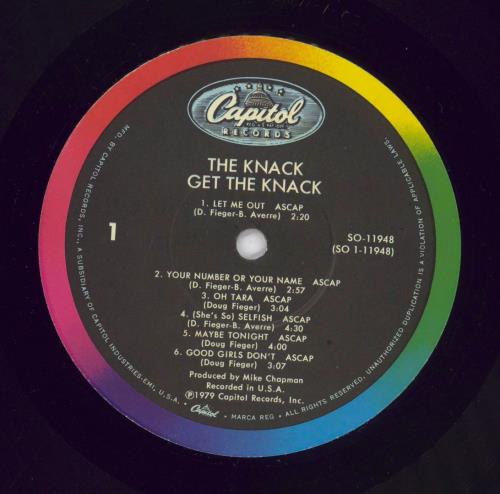 Capitol
RECORDS
THE KNACK
GET THE KNACK
1. LET ME OUT ASCAP
(D. Fieger-B. Averre) 2:20
1
SO-11948
(SO 1-11948)
2. YOUR NUMBER OR YOUR NAME ASCAP
(D. Fieger-B. Averre) 2:57
3. OH TARA ASCAP
(Doug Fieger) 3:04
4. (She's So) SELFISH ASCAP
(D. Fieger-B. Averre) 4:30
5. MAYBE TONIGHT ASCAP
(Doug Fieger) 4:00
6. GOOD GIRLS DON'T ASCAP
(Doug Fieger) 3:07
Produced by Mike Chapman
Recorded in U.S.A.
Ⓟ1979 Capitol Records, Inc.
MFD. BY CAPITOL RECORDS, INC., A SUBSIDIARY OF CAPITOL INDUSTRIES-EMI, U.S.A. • Capitol • MARCA REG • ALL RIGHTS RESERVED. UNAUTHORIZED DUPLICATION IS A VIOLATION OF APPLICABLE LAWS.